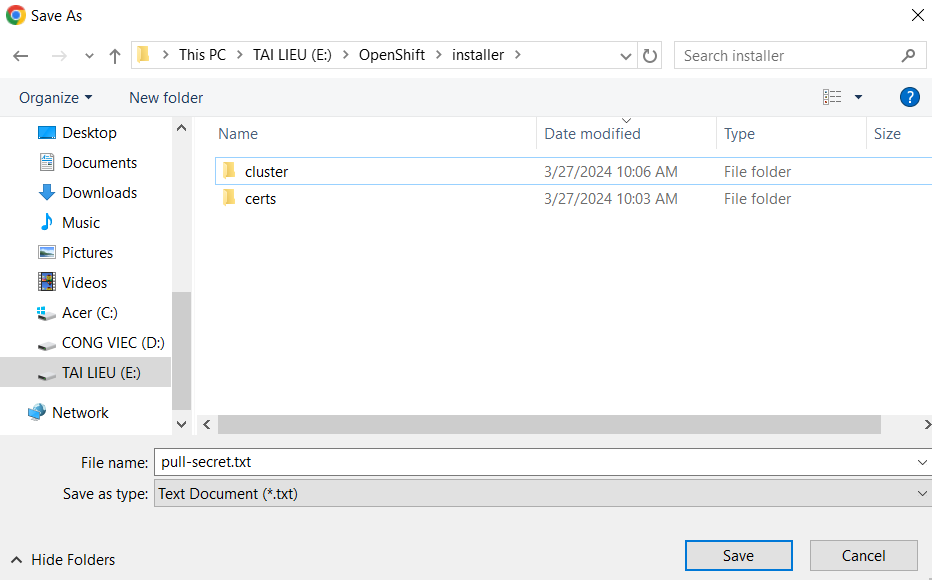 Save As
This PC > TAI LIEU (E:) > OpenShift > installer >
Search installer
Organize
New folder
?
Name
Date modified
Type
Size
Desktop
Documents
Downloads
Music
Pictures
Videos
Acer (C:)
CONG VIEC (D:)
TAI LIEU (E:)
Network
cluster 3/27/2024 10:06 AM File folder
certs 3/27/2024 10:03 AM File folder
File name: pull-secret.txt
Save as type: Text Document (*.txt)
Hide Folders
Save
Cancel